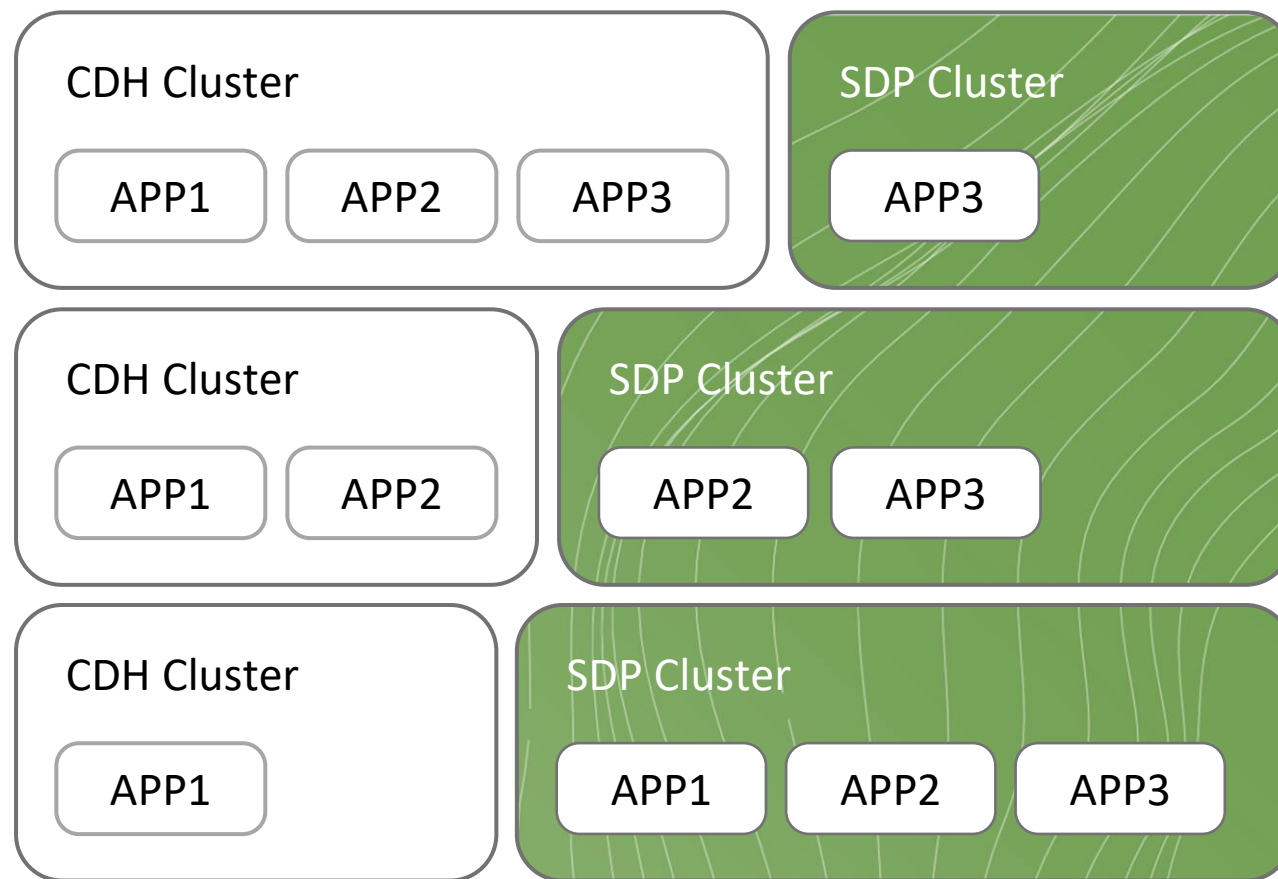 CDH Cluster
SDP Cluster
APP1 APP2 APP3
APP3
CDH Cluster
SDP Cluster
APP1 APP2
APP2 APP3
CDH Cluster
SDP Cluster
APP1
APP1 APP2 APP3